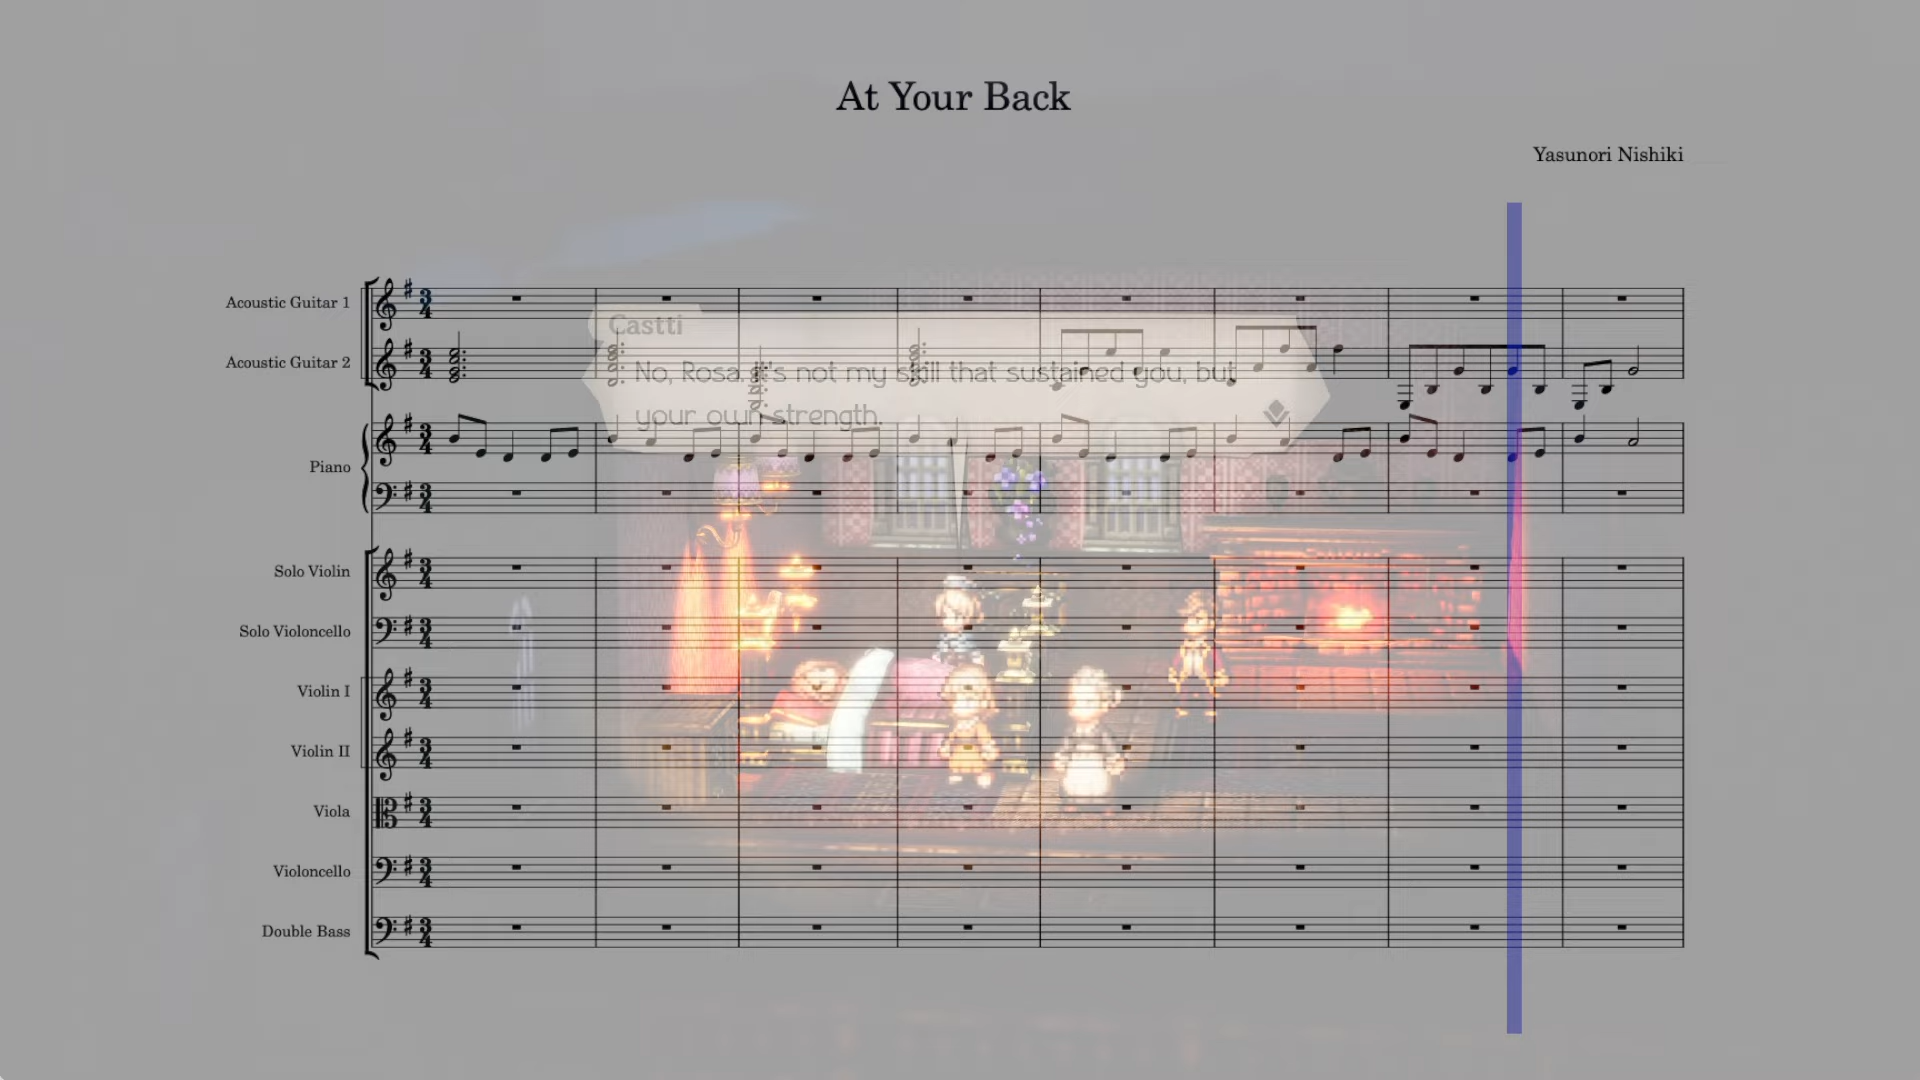 At Your Back
Yasunori Nishiki
Acoustic Guitar 1
Castti
Acoustic Guitar 2
No, Rosa. It's not my skill that sustained you, but
your own strength.
Piano
Solo Violin
Solo Violoncello
Violin I
Violin II
Viola
Violoncello
Double Bass